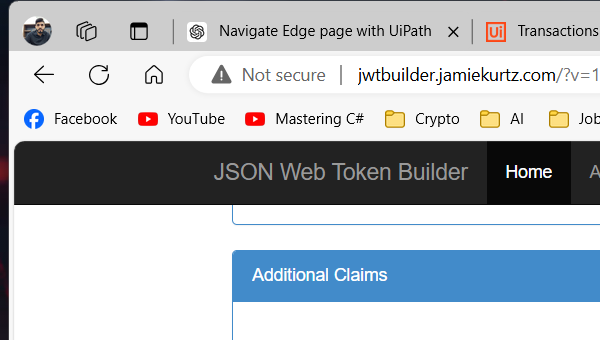 Navigate Edge page with UiPath
Ui Transactions
Not secure jwtbuilder.jamiekurtz.com/?v=1
Facebook YouTube Mastering C# Crypto AI Job
JSON Web Token Builder Home A
Additional Claims